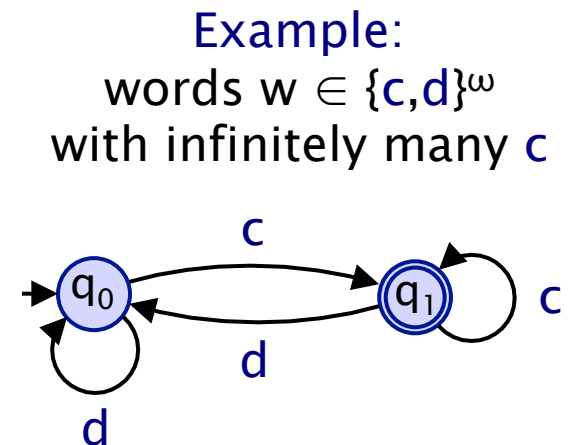 Example:
words w ∈ {c,d}ω
with infinitely many c
c
q0
q1
c
d
d